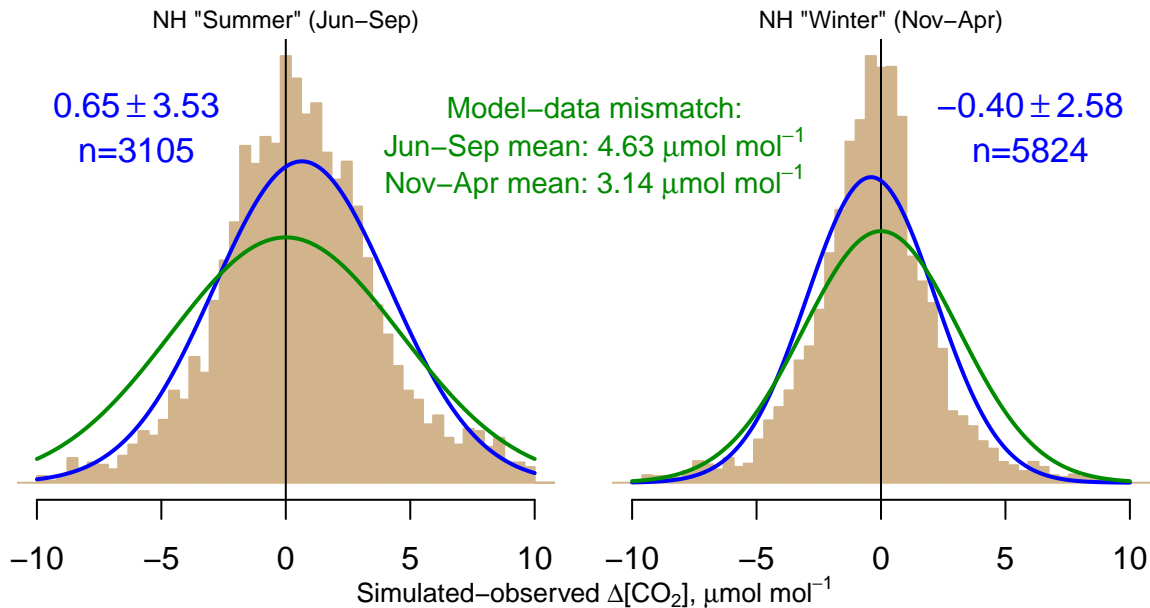 NH "Summer" (Jun−Sep)
NH "Winter" (Nov−Apr)
0.65 ± 3.53
n=3105
Model−data mismatch:
Jun−Sep mean: 4.63 μmol mol⁻¹
Nov−Apr mean: 3.14 μmol mol⁻¹
−0.40 ± 2.58
n=5824
−10 −5 0 5 10
−10 −5 0 5 10
Simulated−observed Δ[CO₂], μmol mol⁻¹